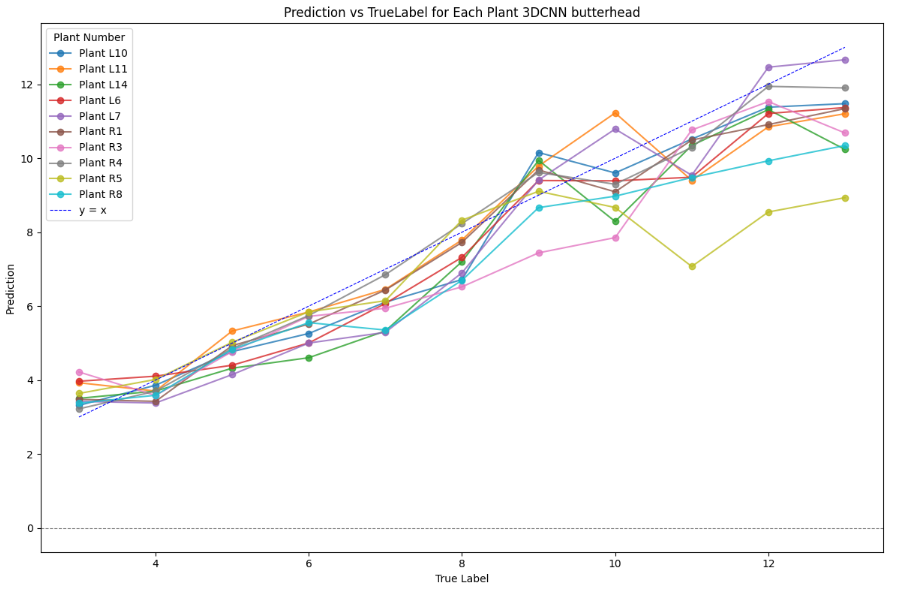 Prediction vs TrueLabel for Each Plant 3DCNN butterhead
Plant Number
Plant L10
Plant L11
Plant L14
Plant L6
Plant L7
Plant R1
Plant R3
Plant R4
Plant R5
Plant R8
y = x
12
10
8
6
4
2
0
Prediction
4
6
8
10
12
True Label